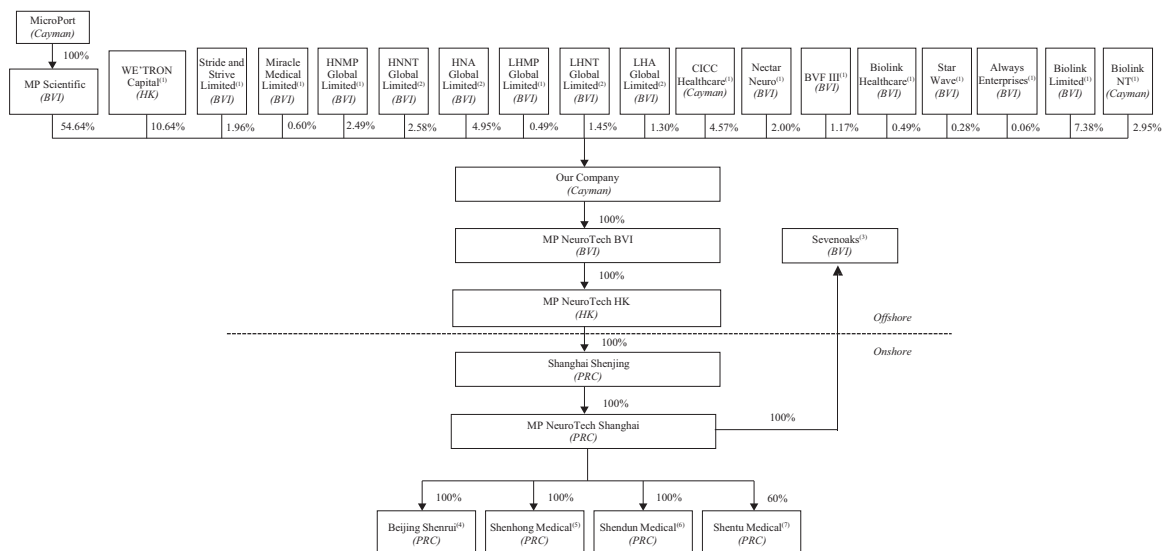 MicroPort
(Cayman)
100%
MP Scientific
(BVI)
WE'TRON
Capital(1)
(HK)
Stride and
Strive
Limited(1)
(BVI)
Miracle
Medical
Limited(1)
(BVI)
HNMP
Global
Limited(1)
(BVI)
HNNT
Global
Limited(2)
(BVI)
HNA
Global
Limited(2)
(BVI)
LHMP
Global
Limited(1)
(BVI)
LHNT
Global
Limited(2)
(BVI)
LHA
Global
Limited(2)
(BVI)
CICC
Healthcare(1)
(Cayman)
Nectar
Neuro(1)
(BVI)
BVF III(1)
(BVI)
Biolink
Healthcare(1)
(BVI)
Star
Wave(1)
(BVI)
Always
Enterprises(1)
(BVI)
Biolink
Limited(1)
(BVI)
Biolink
NT(1)
(Cayman)
54.64% 10.64% 1.96% 0.60% 2.49% 2.58% 4.95% 0.49% 1.45% 1.30% 4.57% 2.00% 1.17% 0.49% 0.28% 0.06% 7.38% 2.95%
Our Company
(Cayman)
100%
MP NeuroTech BVI
(BVI)
Sevenoaks(3)
(BVI)
100%
MP NeuroTech HK
(HK)
Offshore
100%
Onshore
Shanghai Shenjing
(PRC)
100%
MP NeuroTech Shanghai
(PRC)
100%
100% 100% 100% 60%
Beijing Shenrui(4)
(PRC)
Shenhong Medical(5)
(PRC)
Shendun Medical(6)
(PRC)
Shentu Medical(7)
(PRC)